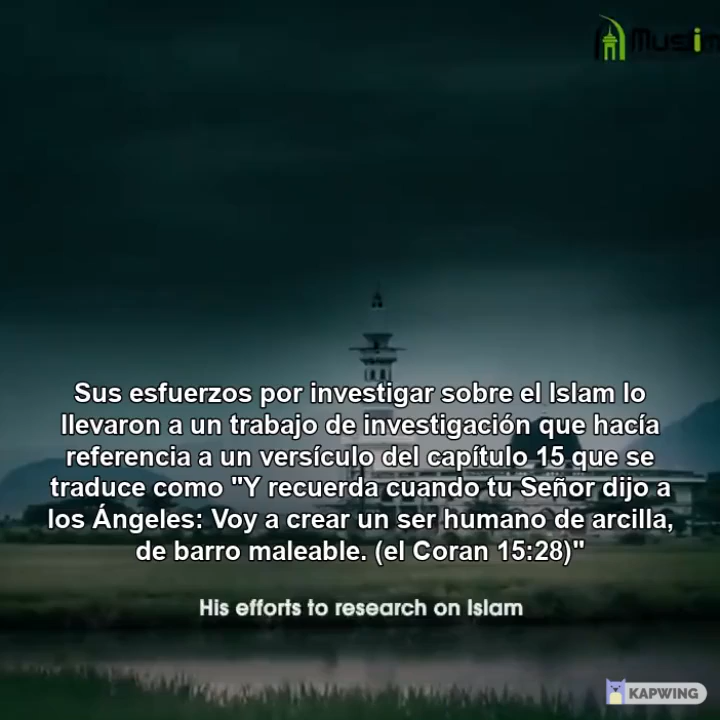 Muslim
Sus esfuerzos por investigar sobre el Islam lo
llevaron a un trabajo de investigación que hacía
referencia a un versículo del capítulo 15 que se
traduce como "Y recuerda cuando tu Señor dijo a
los Ángeles: Voy a crear un ser humano de arcilla,
de barro maleable. (el Coran 15:28)"
His efforts to research on Islam
KAPWING